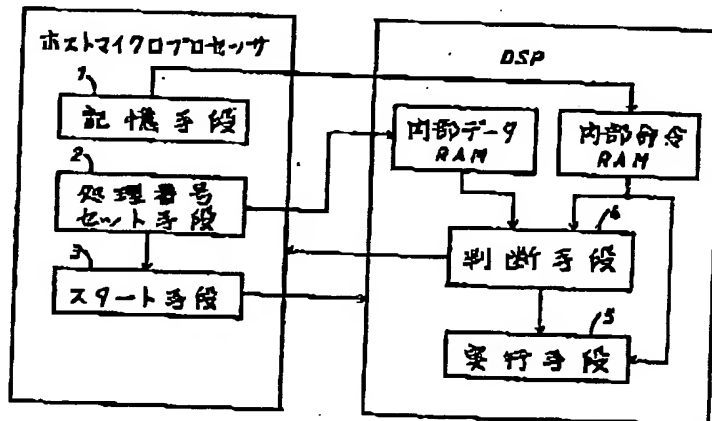 ホストマイクロプロセッサ
1
記憶手段
2
処理番号
セット手段
3
スタート手段
DSP
内部データ
RAM
内部命令
RAM
4
判断手段
5
実行手段